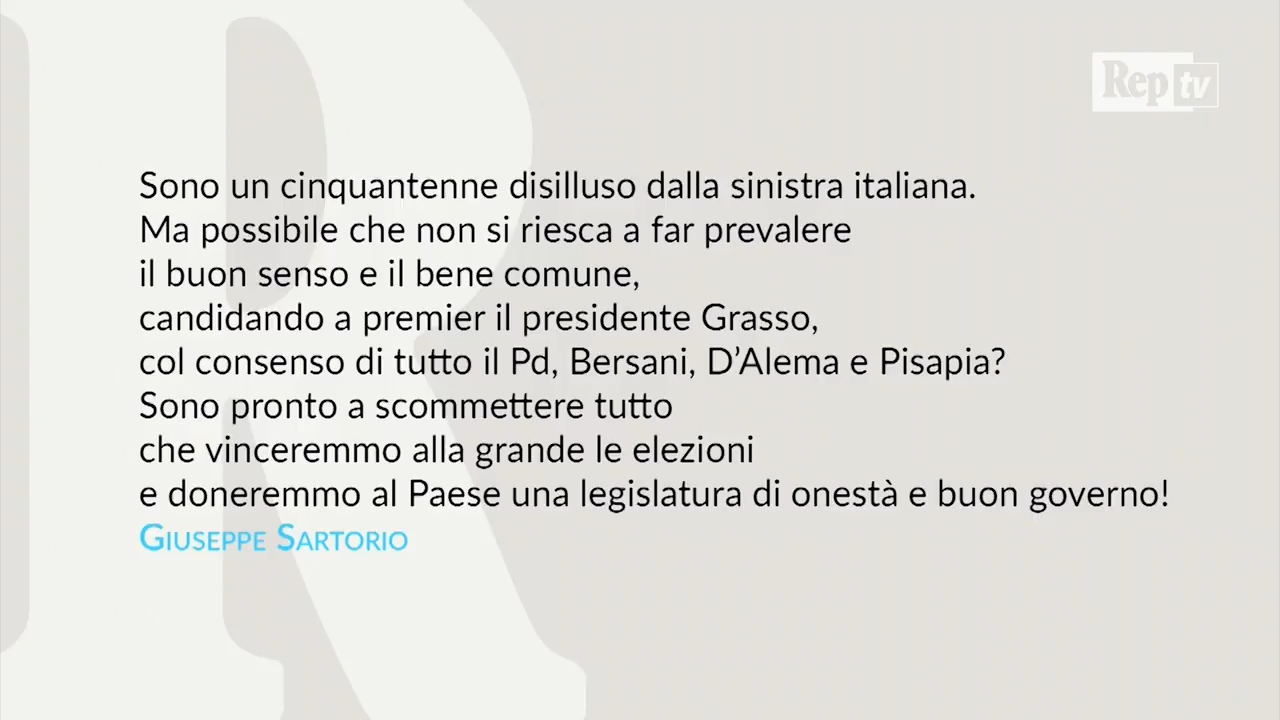 Rep tv
Sono un cinquantenne disilluso dalla sinistra italiana.
Ma possibile che non si riesca a far prevalere
il buon senso e il bene comune,
candidando a premier il presidente Grasso,
col consenso di tutto il Pd, Bersani, D’Alema e Pisapia?
Sono pronto a scommettere tutto
che vinceremmo alla grande le elezioni
e doneremmo al Paese una legislatura di onestà e buon governo!
Giuseppe Sartorio